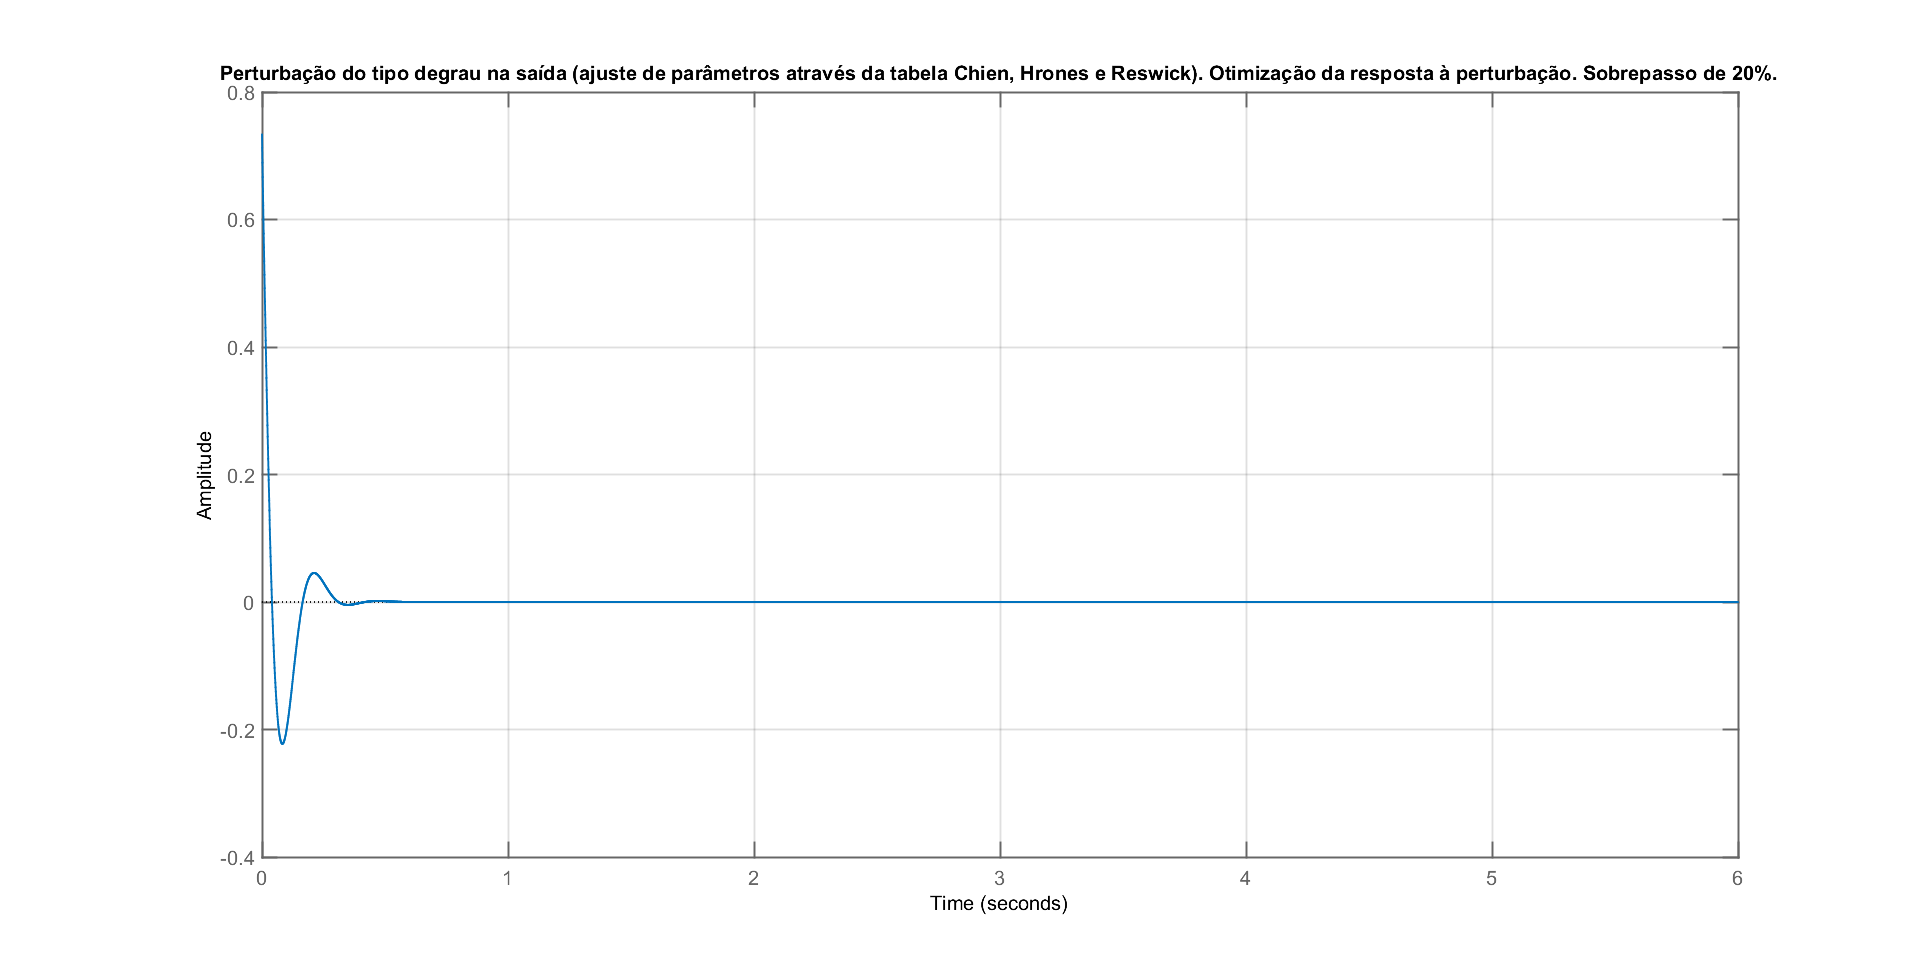 Perturbação do tipo degrau na saída (ajuste de parâmetros através da tabela Chien, Hrones e Reswick). Otimização da resposta à perturbação. Sobrepasso de 20%.
0.8
0.6
0.4
0.2
0
-0.2
-0.4
Amplitude
0 1 2 3 4 5 6
Time (seconds)